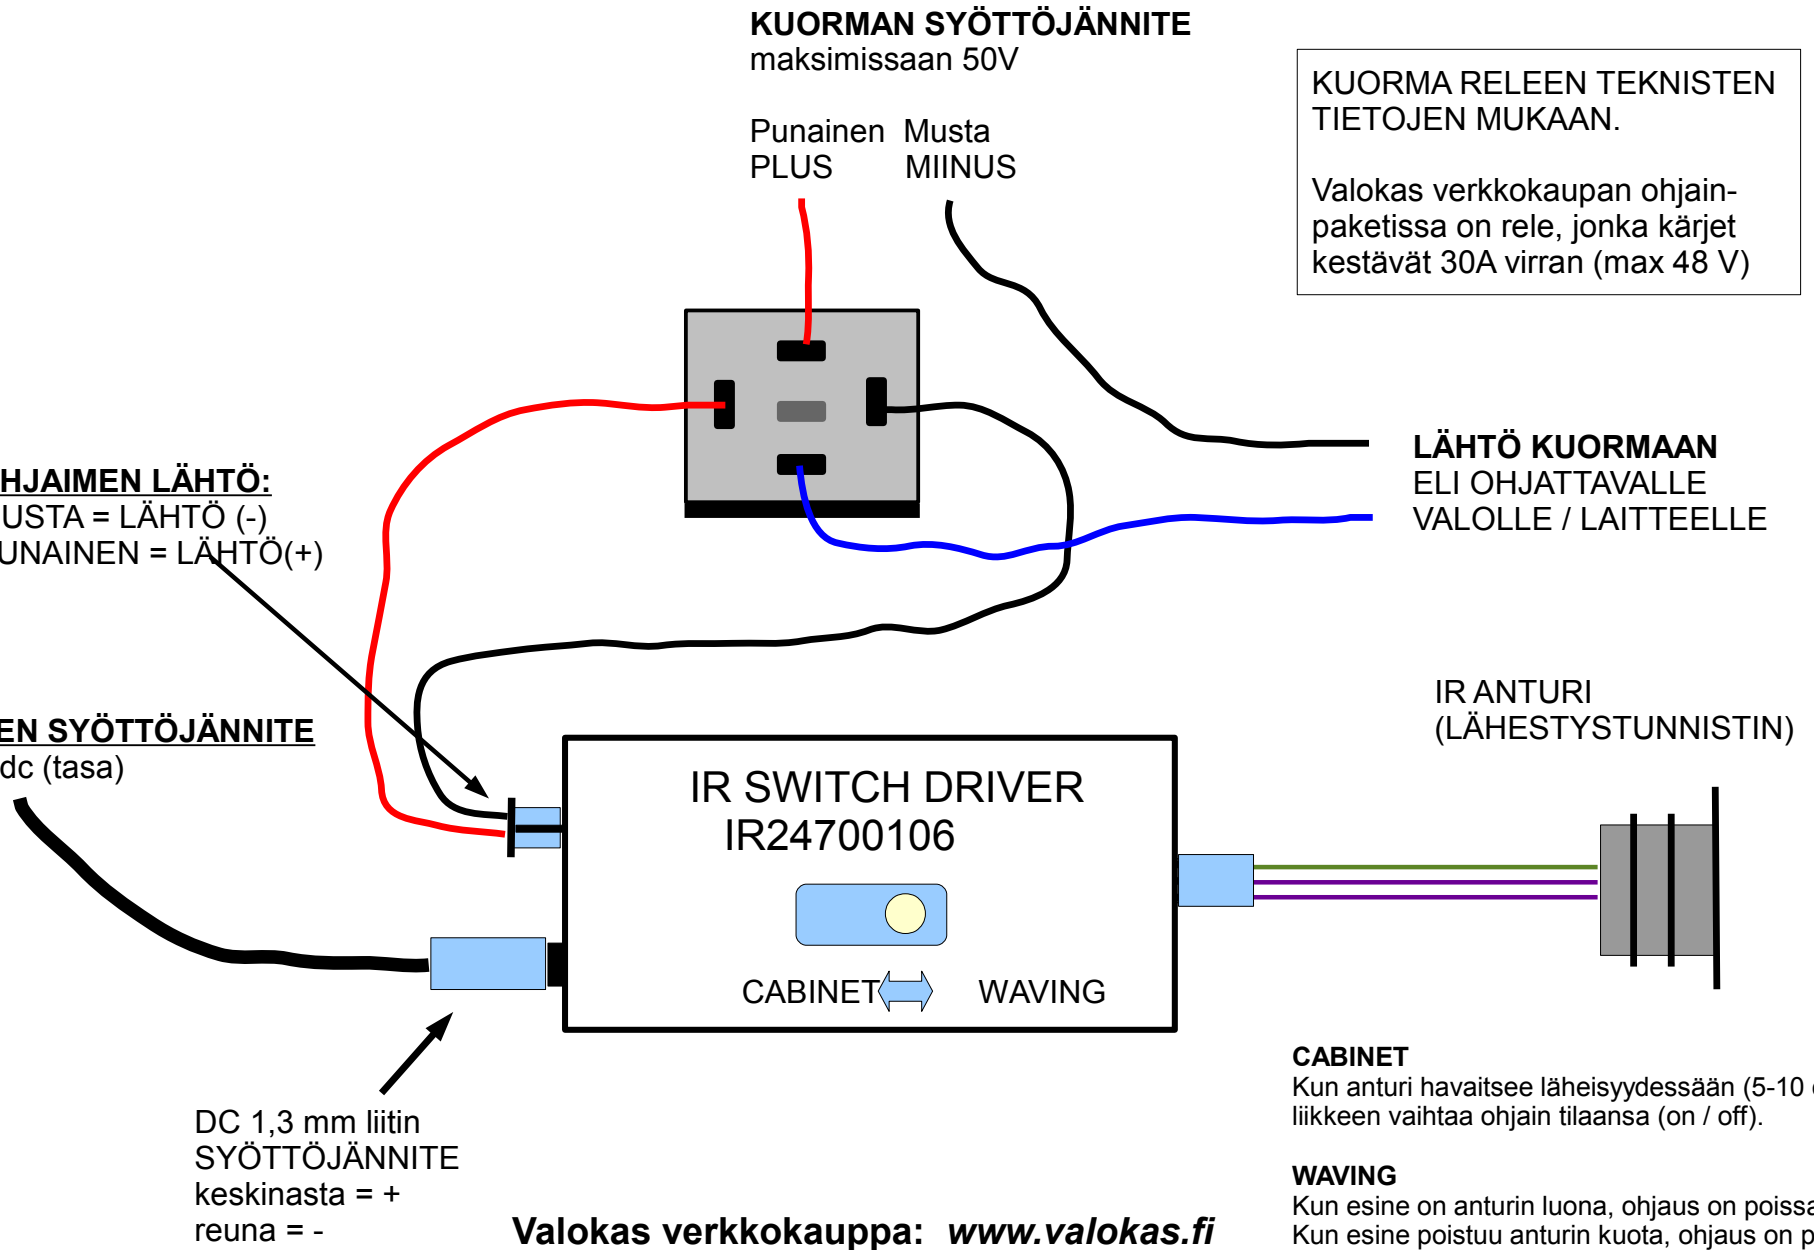 KUORMAN SYÖTTÖJÄNNITE
maksimissaan 50V
Punainen Musta
PLUS MIINUS
KUORMA RELEEN TEKNISTEN
TIETOJEN MUKAAN.
Valokas verkkokaupan ohjain-
paketissa on rele, jonka kärjet
kestävät 30A virran (max 48 V)
HJAIMEN LÄHTÖ:
USTA = LÄHTÖ (-)
UNAINEN = LÄHTÖ(+)
LÄHTÖ KUORMAAN
ELI OHJATTAVALLE
VALOLLE / LAITTEELLE
EN SYÖTTÖJÄNNITE
dc (tasa)
IR ANTURI
(LÄHESTYSTUNNISTIN)
IR SWITCH DRIVER
IR24700106
CABINET WAVING
DC 1,3 mm liitin
SYÖTTÖJÄNNITE
keskinasta = +
reuna = -
CABINET
Kun anturi havaitsee läheisyydessään (5-10
liikkeen vaihtaa ohjain tilaansa (on / off).
WAVING
Kun esine on anturin luona, ohjaus on poissa
Kun esine poistuu anturin kuota, ohjaus on p
Valokas verkkokauppa: www.valokas.fi